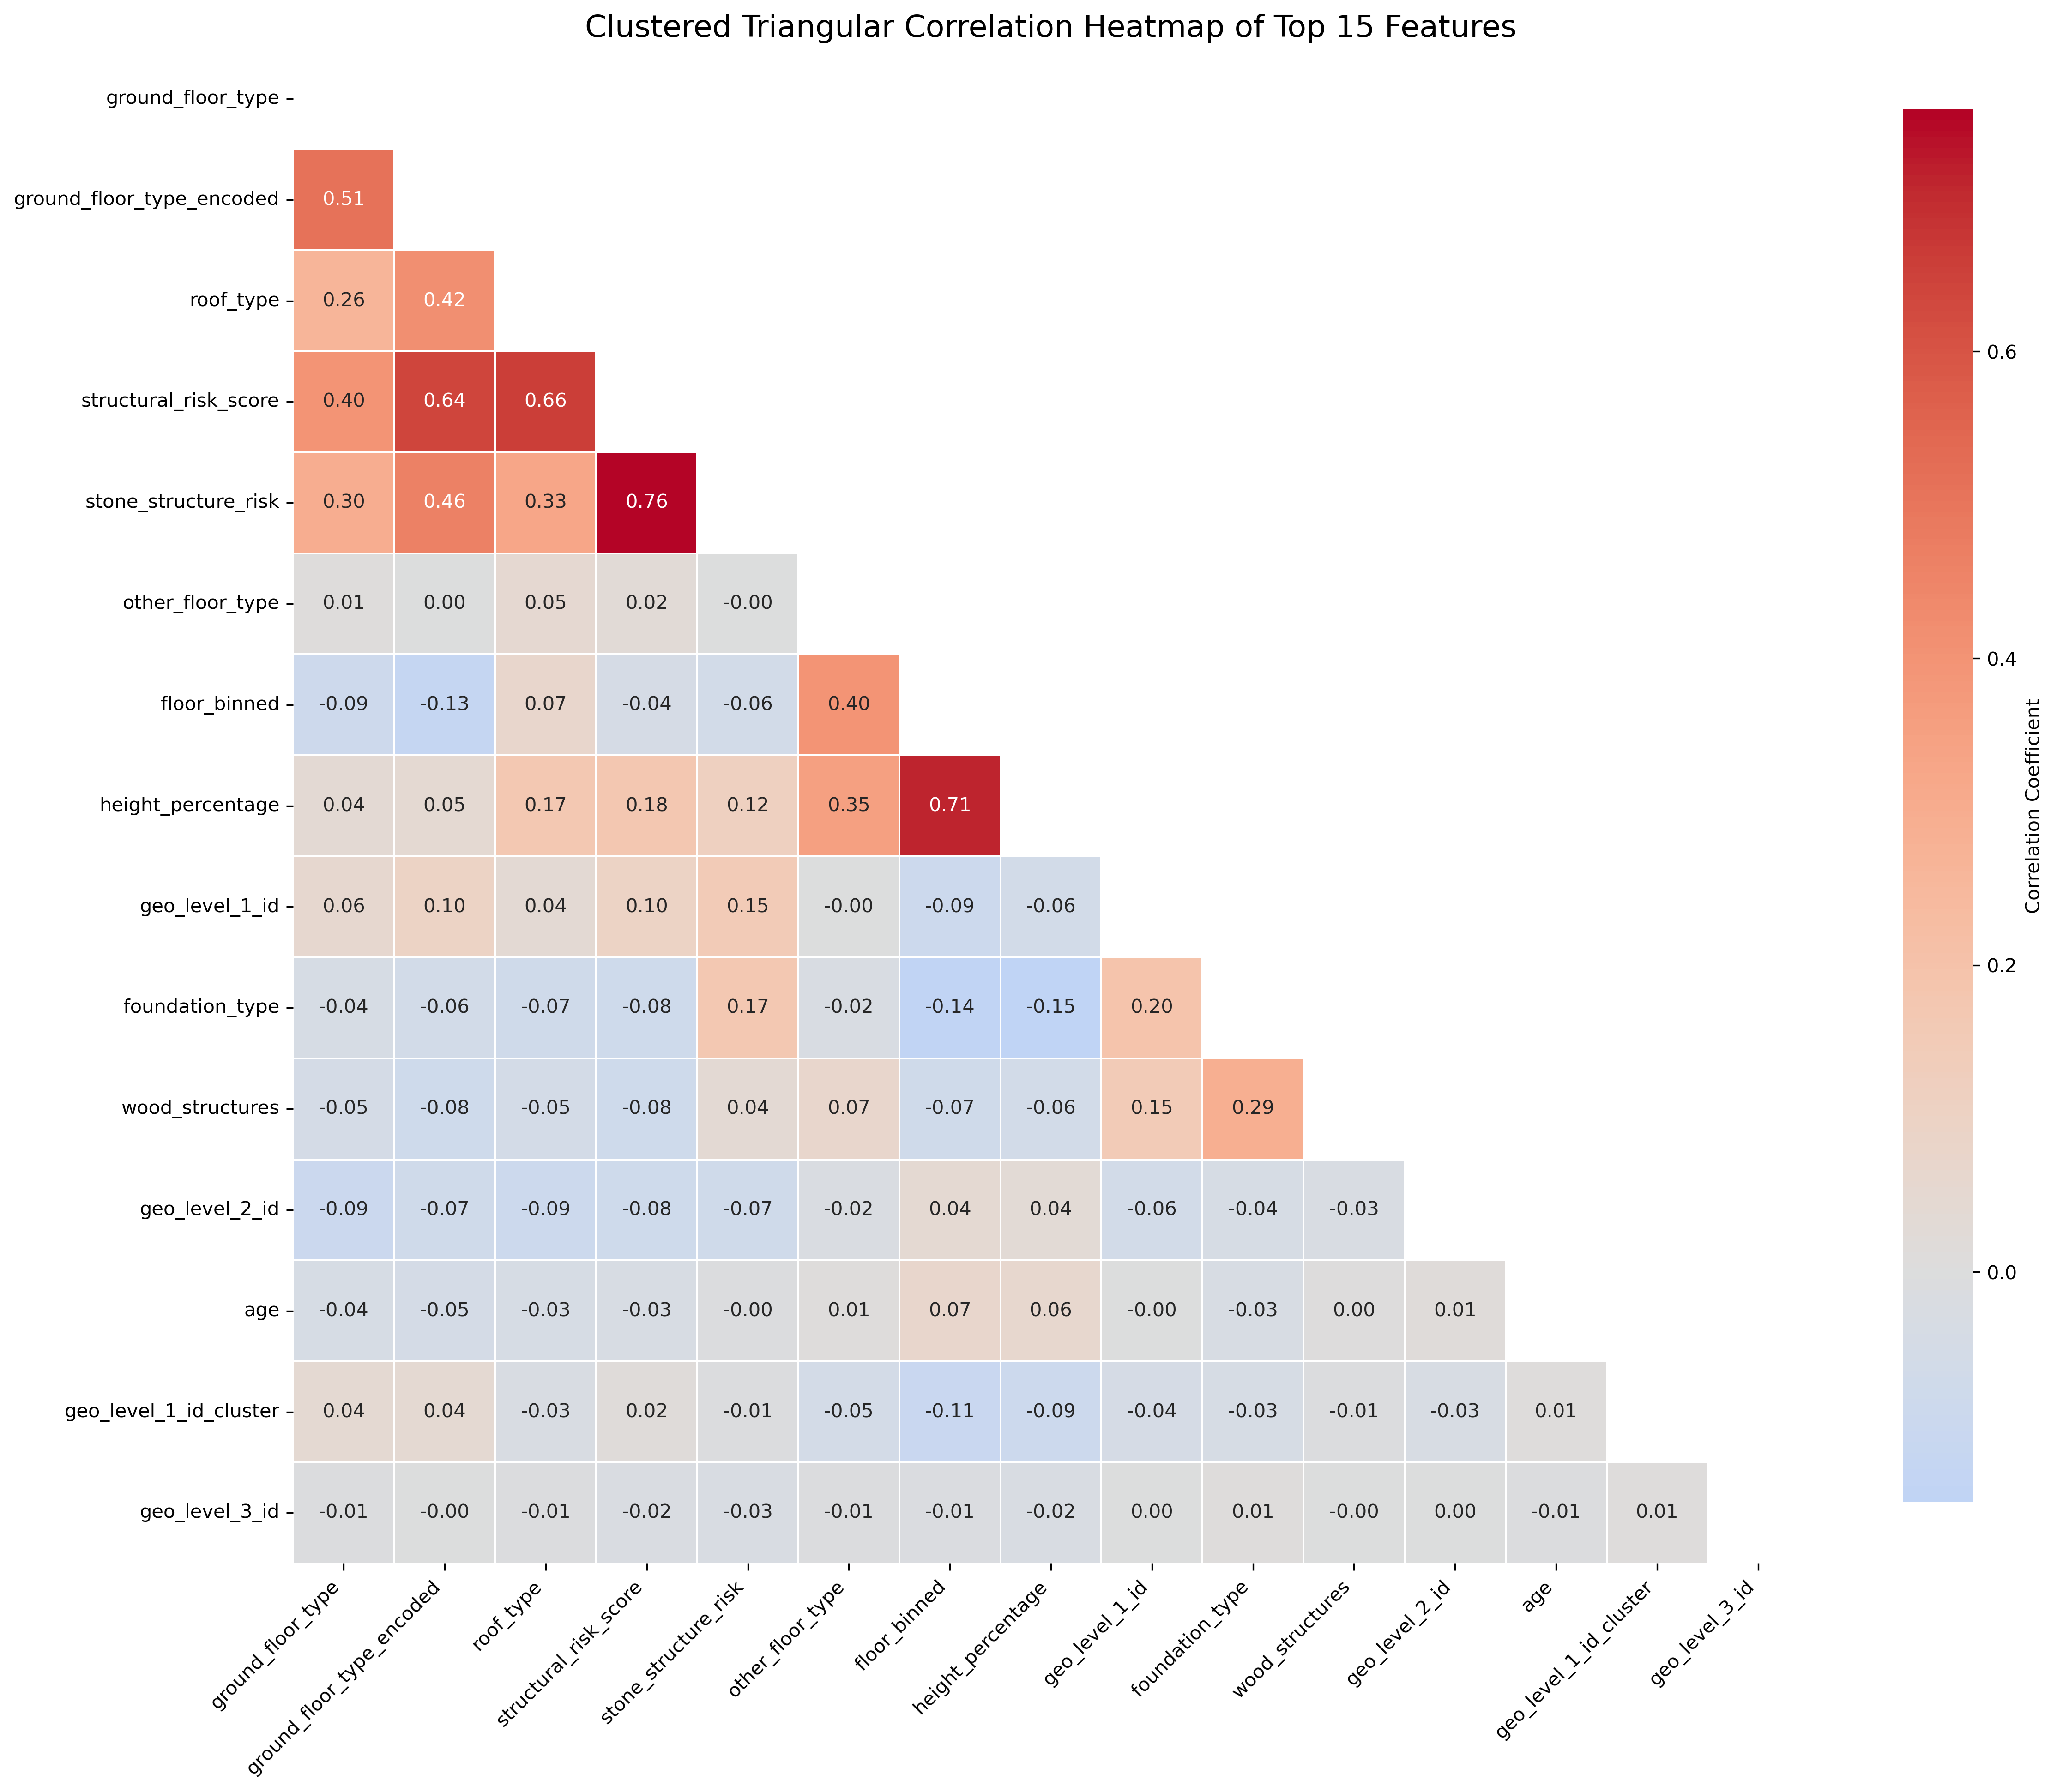 Clustered Triangular Correlation Heatmap of Top 15 Features
ground_floor_type
ground_floor_type_encoded 0.51
roof_type 0.26 0.42
structural_risk_score 0.40 0.64 0.66
stone_structure_risk 0.30 0.46 0.33 0.76
other_floor_type 0.01 0.00 0.05 0.02 -0.00
floor_binned -0.09 -0.13 0.07 -0.04 -0.06 0.40
height_percentage 0.04 0.05 0.17 0.18 0.12 0.35 0.71
geo_level_1_id 0.06 0.10 0.04 0.10 0.15 -0.00 -0.09 -0.06
foundation_type -0.04 -0.06 -0.07 -0.08 0.17 -0.02 -0.14 -0.15 0.20
wood_structures -0.05 -0.08 -0.05 -0.08 0.04 0.07 -0.07 -0.06 0.15 0.29
geo_level_2_id -0.09 -0.07 -0.09 -0.08 -0.07 -0.02 0.04 0.04 -0.06 -0.04 -0.03
age -0.04 -0.05 -0.03 -0.03 -0.00 0.01 0.07 0.06 -0.00 -0.03 0.00 0.01
geo_level_1_id_cluster 0.04 0.04 -0.03 0.02 -0.01 -0.05 -0.11 -0.09 -0.04 -0.03 -0.01 -0.03 0.01
geo_level_3_id -0.01 -0.00 -0.01 -0.02 -0.03 -0.01 -0.01 -0.02 0.00 0.01 -0.00 0.00 -0.01 0.01
ground_floor_type
ground_floor_type_encoded
roof_type
structural_risk_score
stone_structure_risk
other_floor_type
floor_binned
height_percentage
geo_level_1_id
foundation_type
wood_structures
geo_level_2_id
age
geo_level_1_id_cluster
geo_level_3_id
0.6
0.4
0.2
0.0
Correlation Coefficient